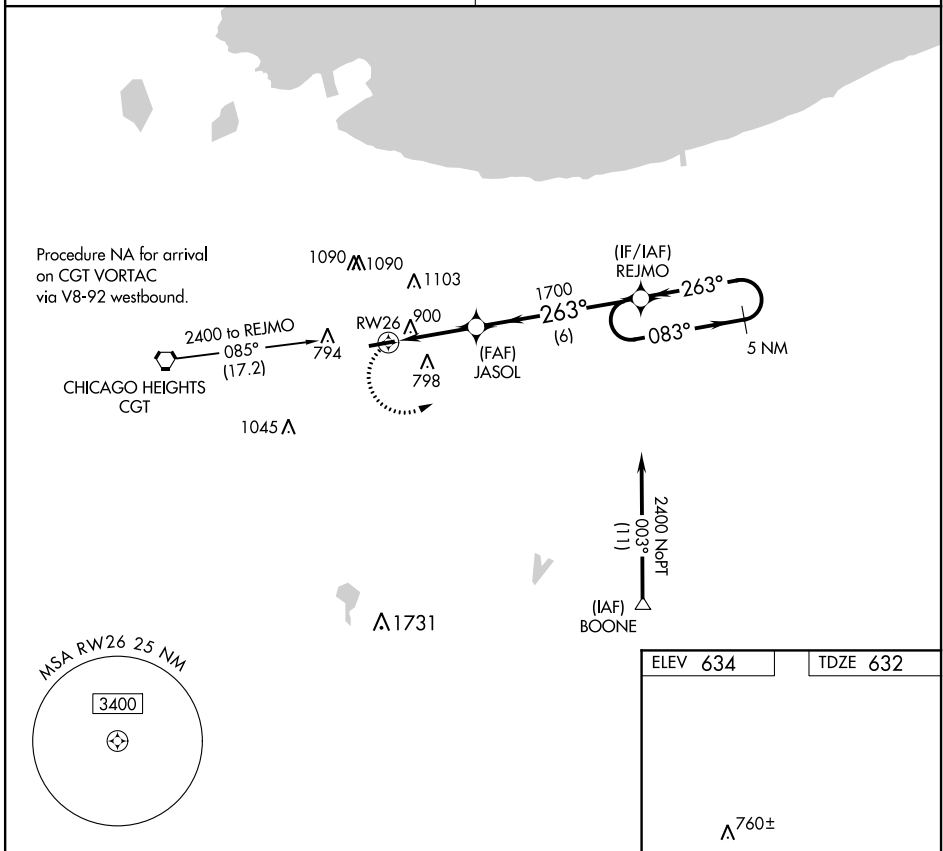 Procedure NA for arrival
on CGT VORTAC
via V8-92 westbound.
2400 to REJMO
085°
(17.2)
CHICAGO HEIGHTS
CGT
1090
1090
1103
RW26
900
794
798
1045
(FAF)
JASOL
1700
263°
(6)
(IF/IAF)
REJMO
263°
083°
5 NM
2400 NoPT
003°
(11)
(IAF)
BOONE
1731
MSA RW26 25 NM
3400
ELEV 634
TDZE 632
760±